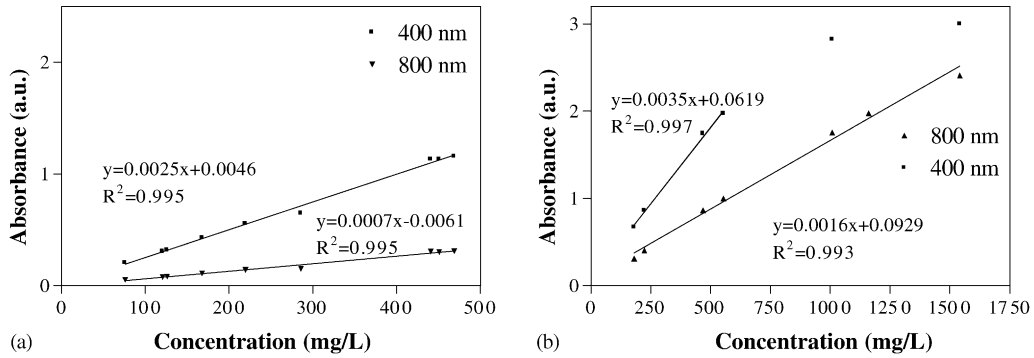 400 nm
800 nm
2
1
0
Absorbance (a.u.)
y=0.0025x+0.0046
R²=0.995
y=0.0007x-0.0061
R²=0.995
0 100 200 300 400 500
(a) Concentration (mg/L)
3
2
1
0
Absorbance (a.u.)
y=0.0035x+0.0619
R²=0.997
800 nm
400 nm
y=0.0016x+0.0929
R²=0.993
0 250 500 750 1000 1250 1500 1750
(b) Concentration (mg/L)